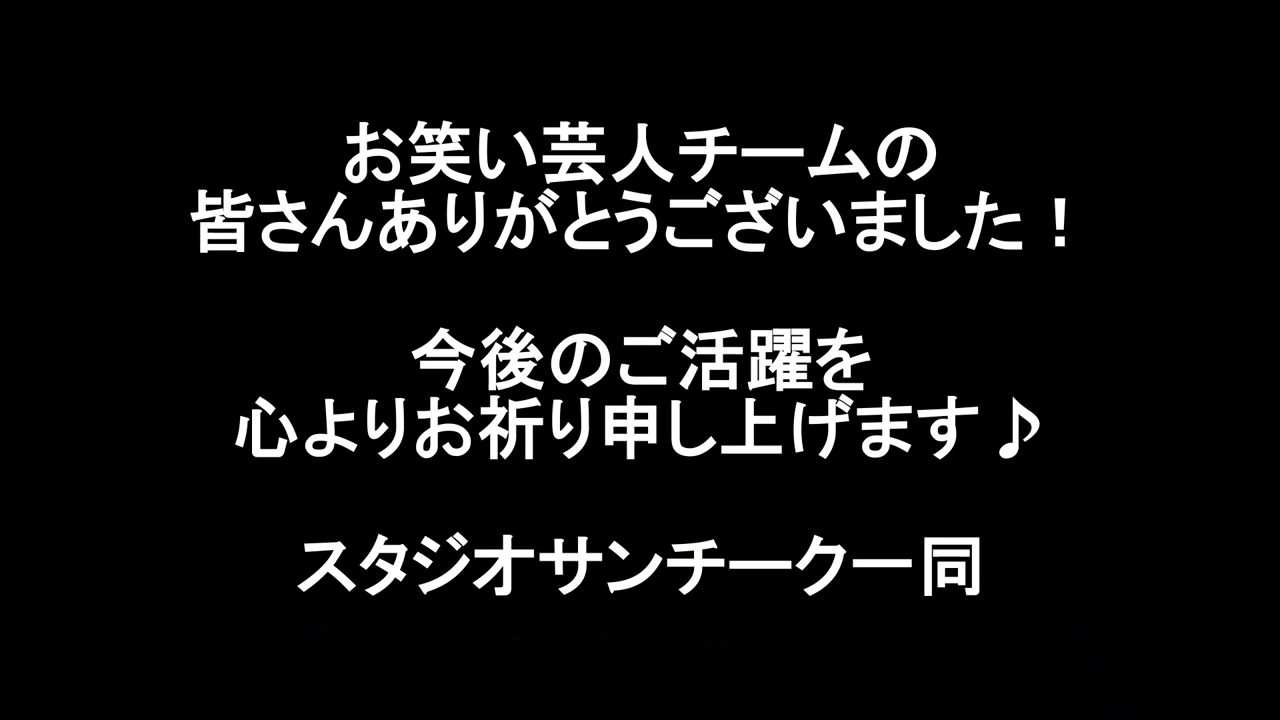 お笑い芸人チームの
皆さんありがとうございました！
今後のご活躍を
心よりお祈り申し上げます♪
スタジオサンチーク一同